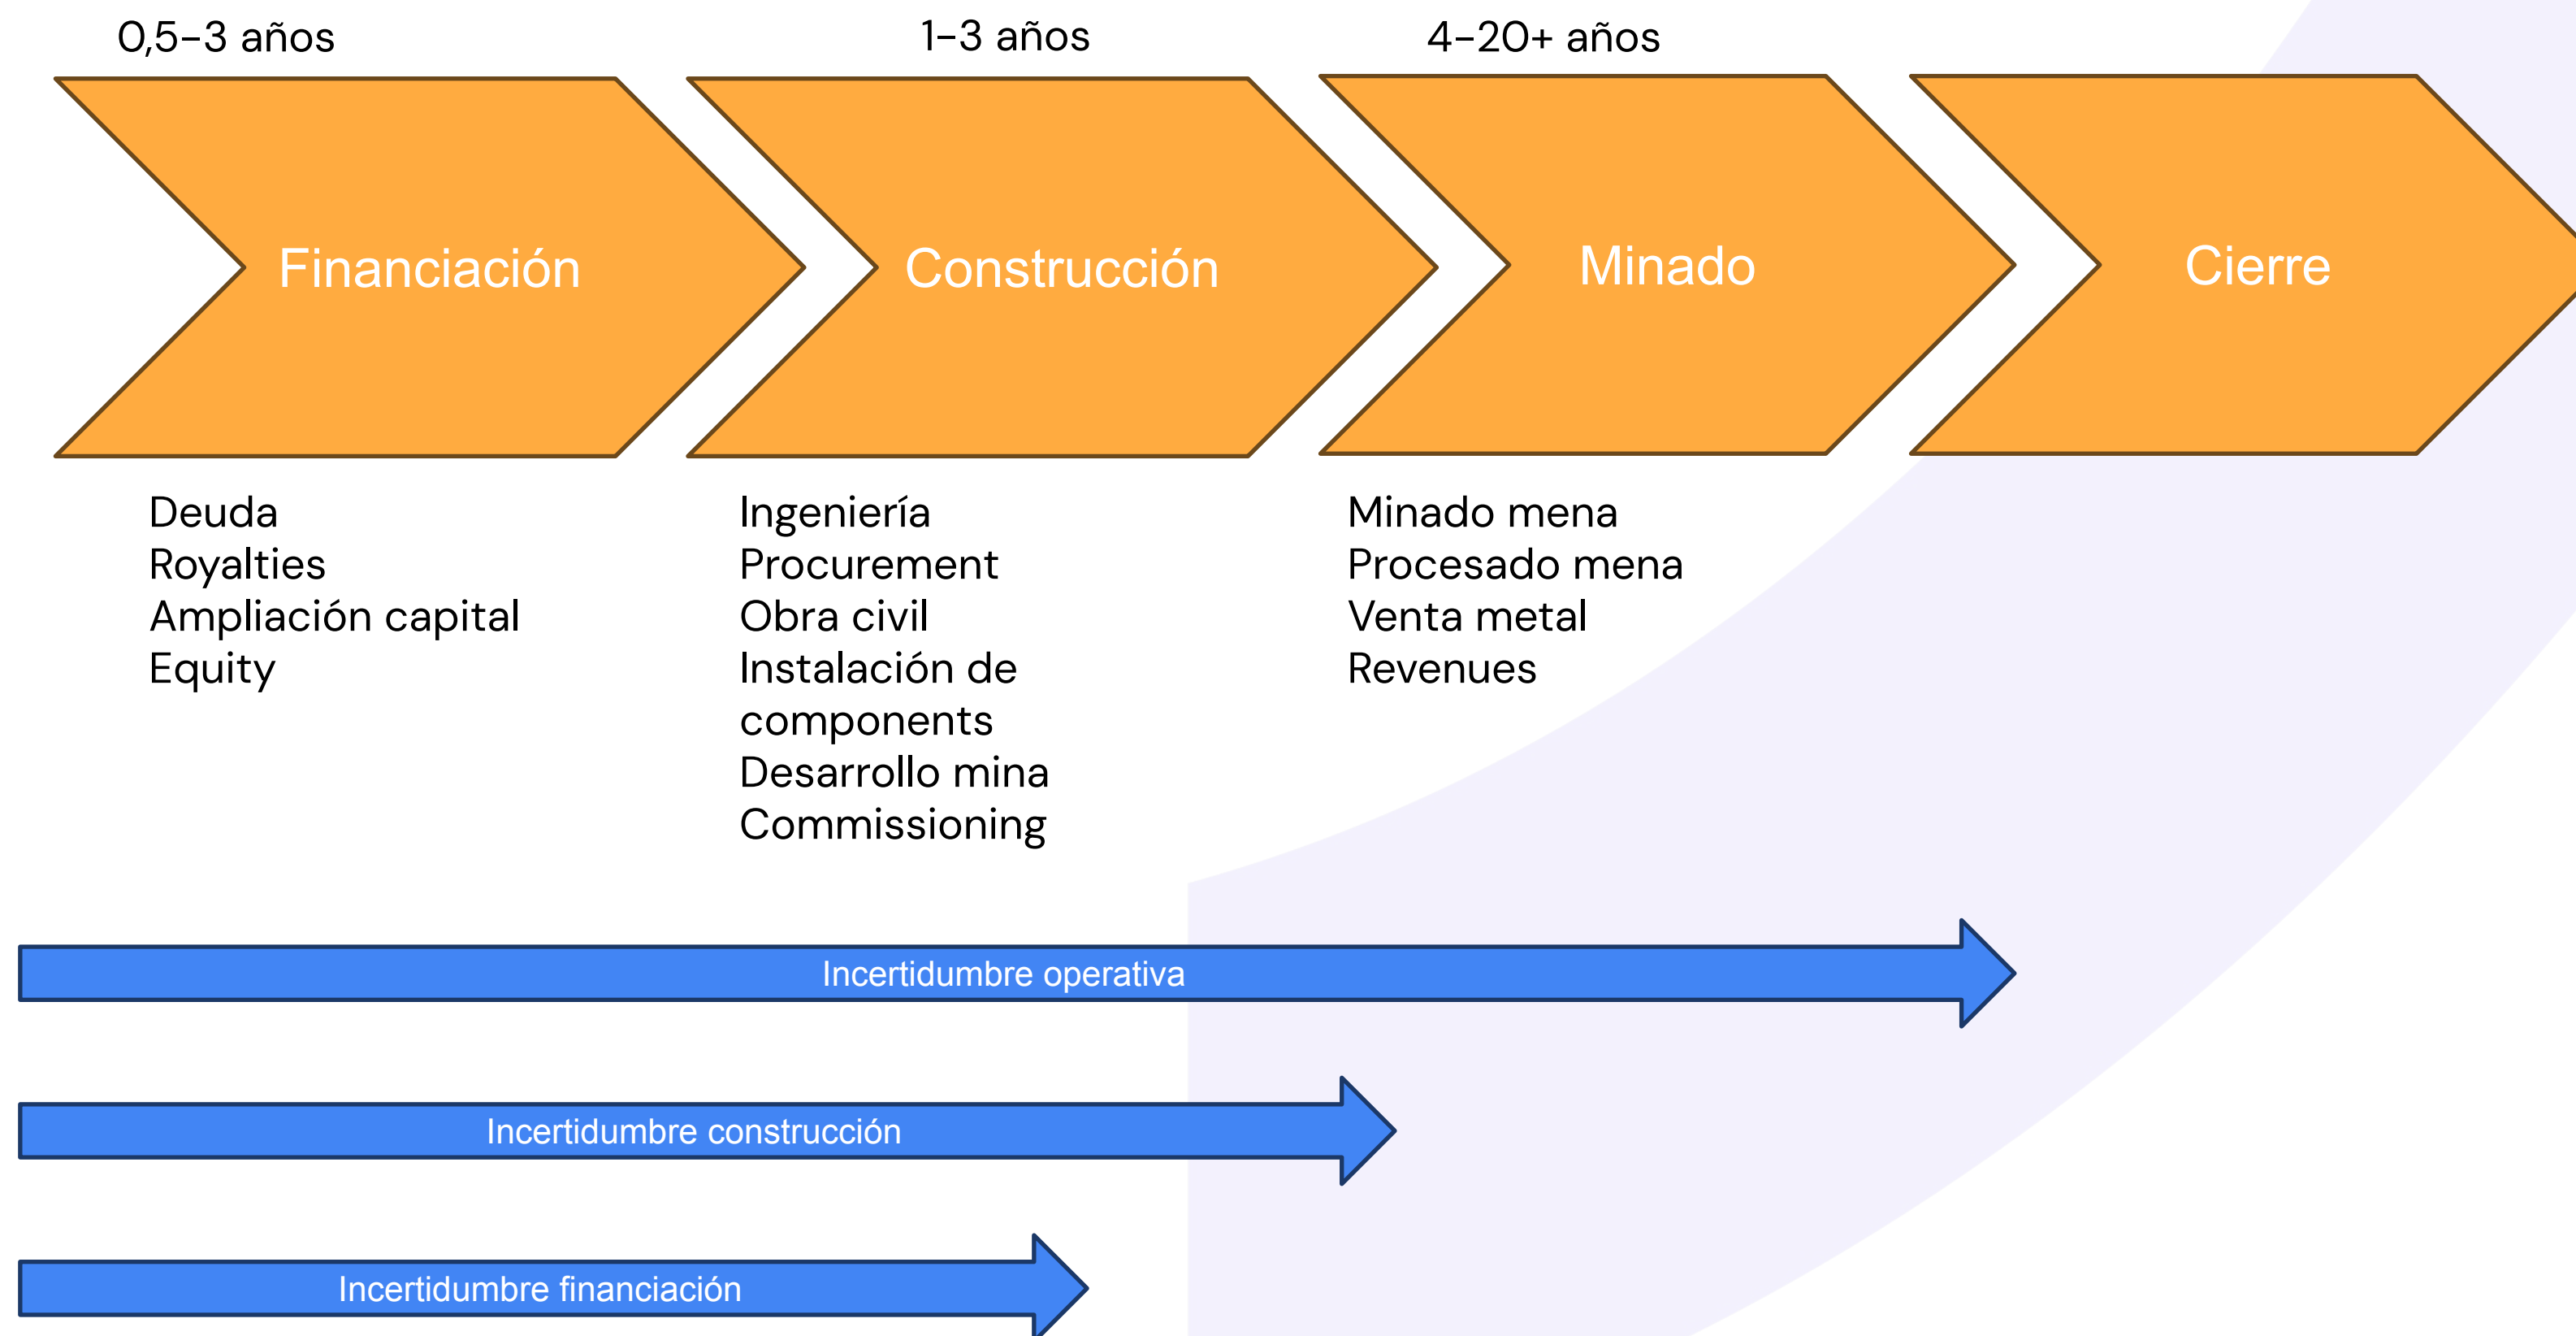 0,5-3 años
1-3 años
4-20+ años
Financiación
Construcción
Minado
Cierre
Deuda
Royalties
Ampliación capital
Equity
Ingeniería
Procurement
Obra civil
Instalación de
components
Desarrollo mina
Commissioning
Minado mena
Procesado mena
Venta metal
Revenues
Incertidumbre operativa
Incertidumbre construcción
Incertidumbre financiación